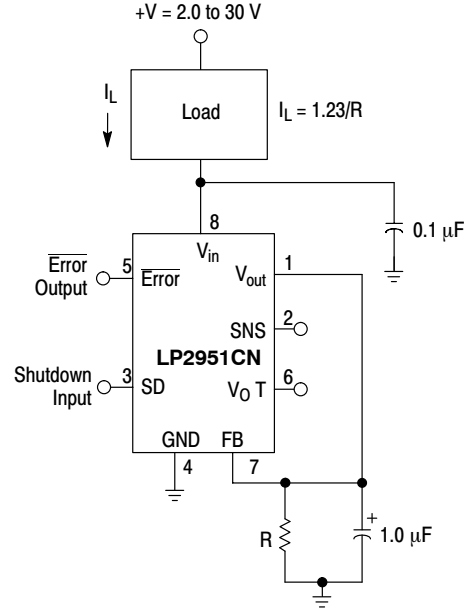 +V = 2.0 to 30 V
I_L
Load
I_L = 1.23/R
8
0.1 μF
V_in
Error
Output
5
Error
V_out
1
SNS
2
LP2951CN
Shutdown
Input
3
SD
V_O T
6
GND
FB
4
7
R
+
1.0 μF